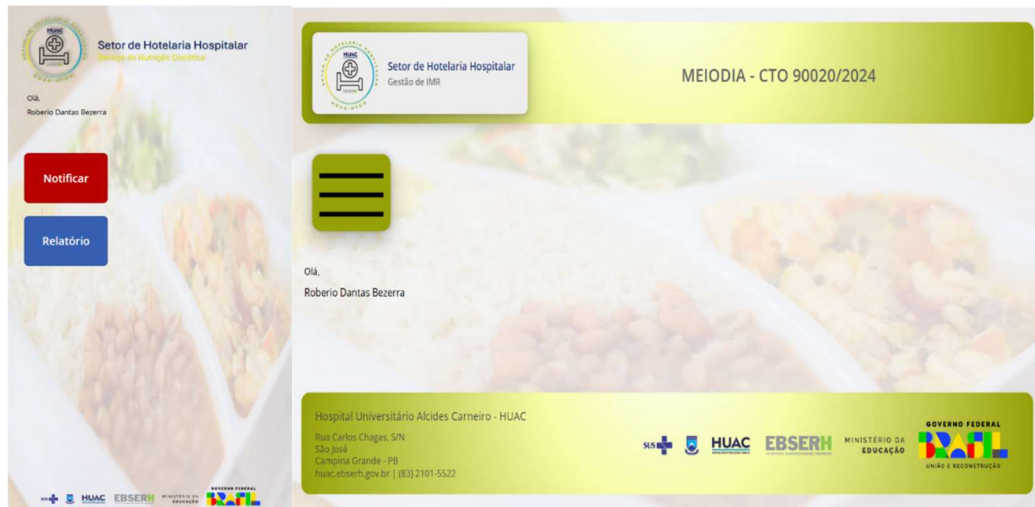 HUAC
Setor de Hotelaria Hospitalar
Serviço de Nutrição Dietética
Olá,
Roberio Dantas Bezerra
Notificar
Relatório
SUS
HUAC
EBSERH
MINISTÉRIO DA
EDUCAÇÃO
GOVERNO FEDERAL
BRASIL
HUAC
Setor de Hotelaria Hospitalar
Gestão de IMR
MEIODIA - CTO 90020/2024
Olá,
Roberio Dantas Bezerra
Hospital Universitário Alcides Carneiro - HUAC
Rua Carlos Chagas, S/N
São José
Campina Grande - PB
huac.ebserh.gov.br | (83) 2101-5522
SUS
HUAC
EBSERH
MINISTÉRIO DA
EDUCAÇÃO
GOVERNO FEDERAL
BRASIL
UNIÃO E RECONSTRUÇÃO